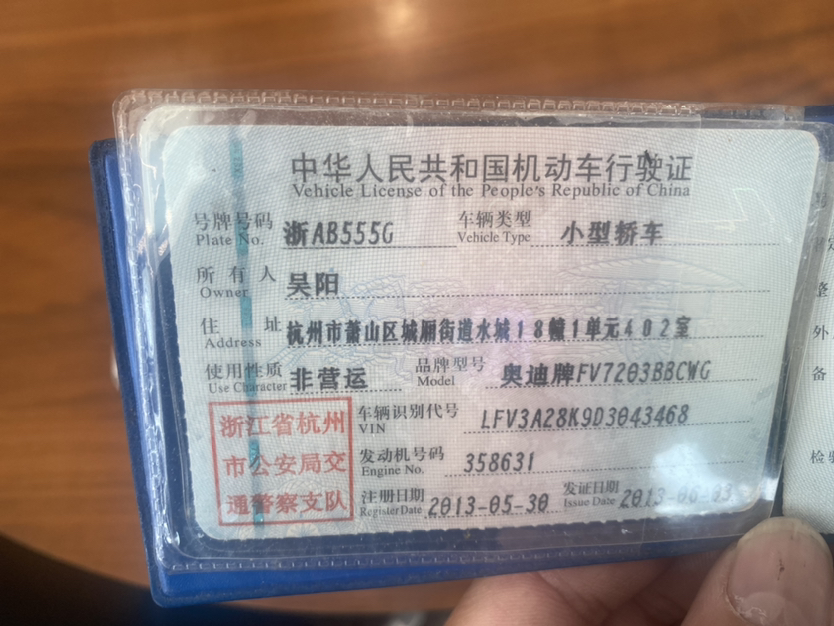 中华人民共和国机动车行驶证
Vehicle License of the People's Republic of China
号牌号码 浙AB555G 车辆类型 小型轿车
Plate No. Vehicle Type
所有人 吴阳
Owner
住址 杭州市萧山区城厢街道水城18幢1单元402室
Address
使用性质 非营运 品牌型号 奥迪牌FV7203BBCWG
Use Character Model
浙江省杭州 车辆识别代号 LFV3A28K9D3043468
VIN
市公安局交 发动机号码 358631
Engine No.
通警察支队 注册日期 2013-05-30 发证日期 2013-06-03
Register Date Issue Date
备
检验